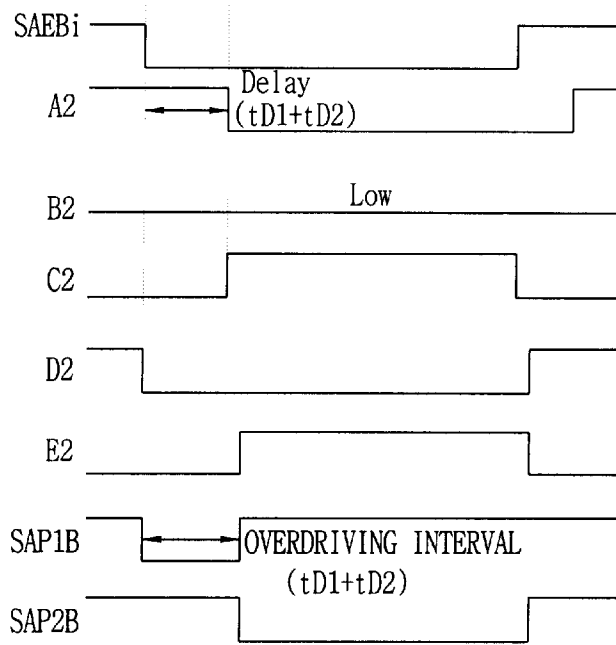 SAEBi
A2
Delay
(tD1+tD2)
B2
Low
C2
D2
E2
SAP1B
OVERDRIVING INTERVAL
(tD1+tD2)
SAP2B